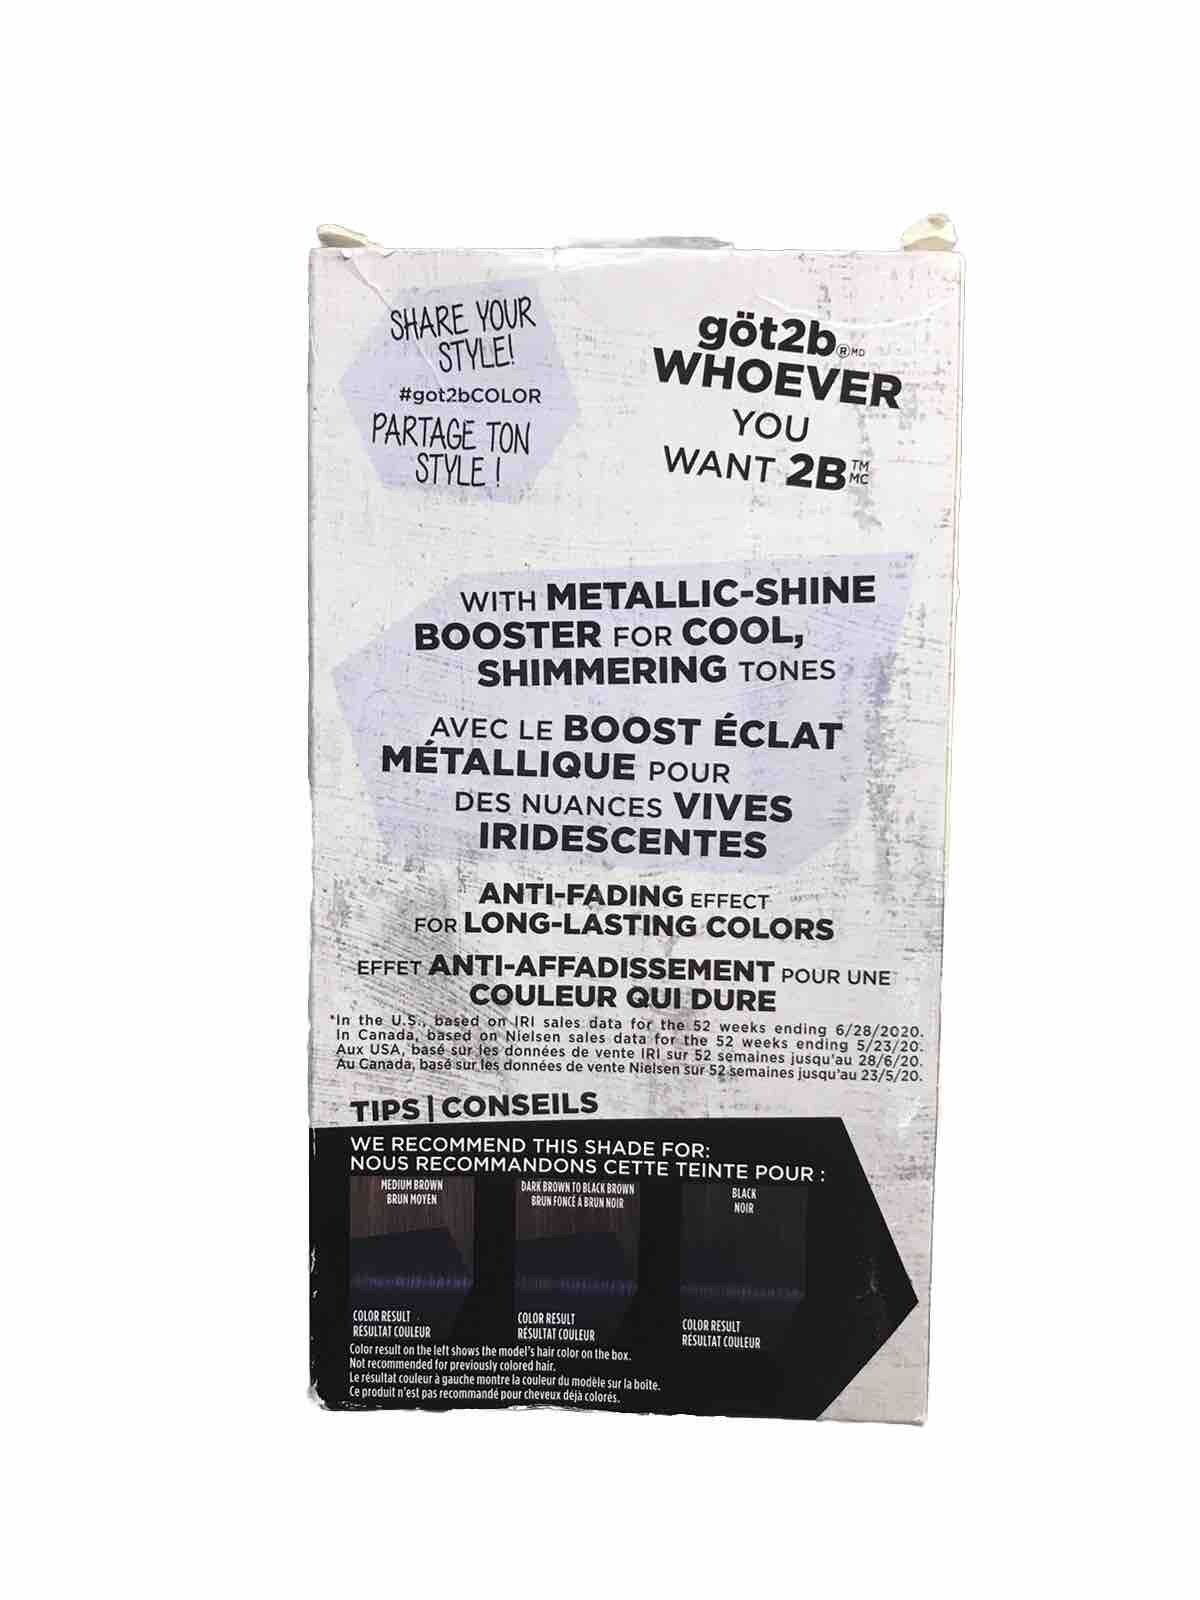 SHARE YOUR
STYLE!
#got2bCOLOR
PARTAGE TON
STYLE !
göt2b®MD
WHOEVER
YOU
WANT 2B™MC
WITH METALLIC-SHINE
BOOSTER FOR COOL,
SHIMMERING TONES
AVEC LE BOOST ÉCLAT
MÉTALLIQUE POUR
DES NUANCES VIVES
IRIDESCENTES
ANTI-FADING EFFECT
FOR LONG-LASTING COLORS
EFFET ANTI-AFFADISSEMENT POUR UNE
COULEUR QUI DURE
*In the U.S., based on IRI sales data for the 52 weeks ending 6/28/2020.
In Canada, based on Nielsen sales data for the 52 weeks ending 5/23/20.
Aux USA, basé sur les données de vente IRI sur 52 semaines jusqu'au 28/6/20.
Au Canada, basé sur les données de vente Nielsen sur 52 semaines jusqu'au 23/5/20.
TIPS | CONSEILS
WE RECOMMEND THIS SHADE FOR:
NOUS RECOMMANDONS CETTE TEINTE POUR :
MEDIUM BROWN
BRUN MOYEN
COLOR RESULT
RÉSULTAT COULEUR
DARK BROWN TO BLACK BROWN
BRUN FONCÉ À BRUN NOIR
COLOR RESULT
RÉSULTAT COULEUR
BLACK
NOIR
COLOR RESULT
RÉSULTAT COULEUR
Color result on the left shows the model's hair color on the box.
Not recommended for previously colored hair.
Le résultat couleur à gauche montre la couleur du modèle sur la boîte.
Ce produit n'est pas recommandé pour cheveux déjà colorés.